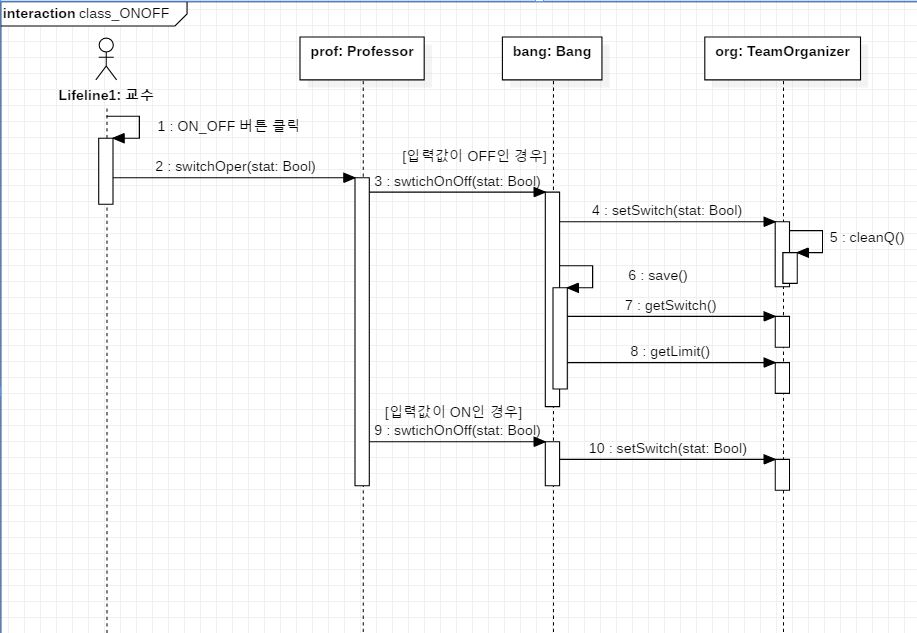 interaction class_ONOFF
prof: Professor
bang: Bang
org: TeamOrganizer
Lifeline1: 교수
1 : ON_OFF 버튼 클릭
2 : switchOper(stat: Bool)
[입력값이 OFF인 경우]
3 : swtichOnOff(stat: Bool)
4 : setSwitch(stat: Bool)
5 : cleanQ()
6 : save()
7 : getSwitch()
8 : getLimit()
[입력값이 ON인 경우]
9 : swtichOnOff(stat: Bool)
10 : setSwitch(stat: Bool)